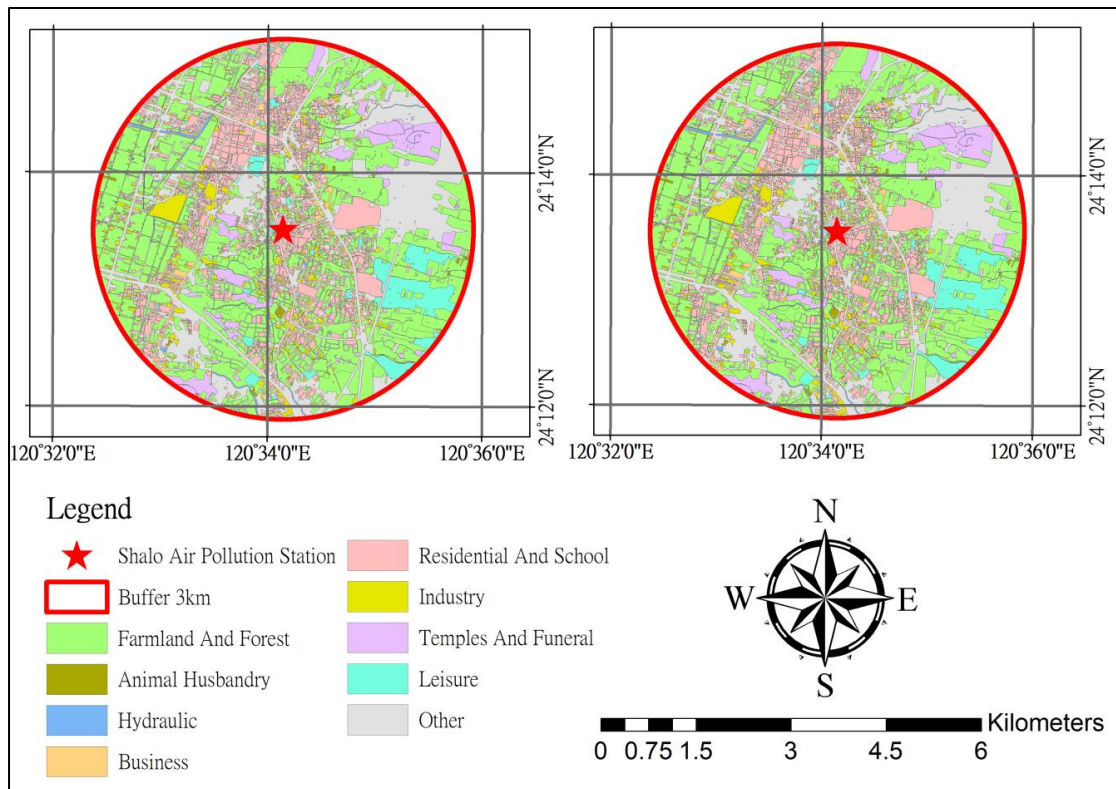 24°14'0"N
24°12'0"N
120°32'0"E
120°34'0"E
120°36'0"E
24°14'0"N
24°12'0"N
120°32'0"E
120°34'0"E
120°36'0"E
Legend
Shalo Air Pollution Station
Buffer 3km
Farmland And Forest
Animal Husbandry
Hydraulic
Business
Residential And School
Industry
Temples And Funeral
Leisure
Other
N
W
E
S
Kilometers
0 0.75 1.5 3 4.5 6